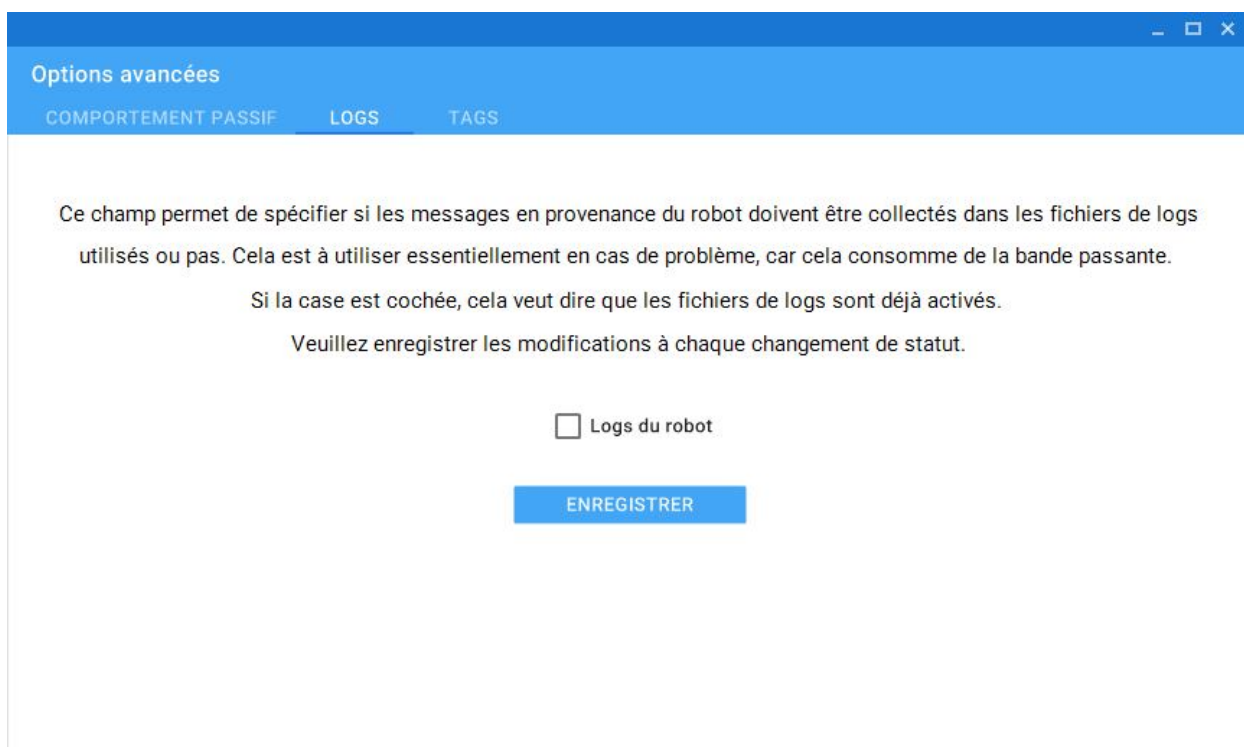 Options avancées
COMPORTEMENT PASSIF LOGS TAGS
Ce champ permet de spécifier si les messages en provenance du robot doivent être collectés dans les fichiers de logs
utilisés ou pas. Cela est à utiliser essentiellement en cas de problème, car cela consomme de la bande passante.
Si la case est cochée, cela veut dire que les fichiers de logs sont déjà activés.
Veuillez enregistrer les modifications à chaque changement de statut.
Logs du robot
ENREGISTRER